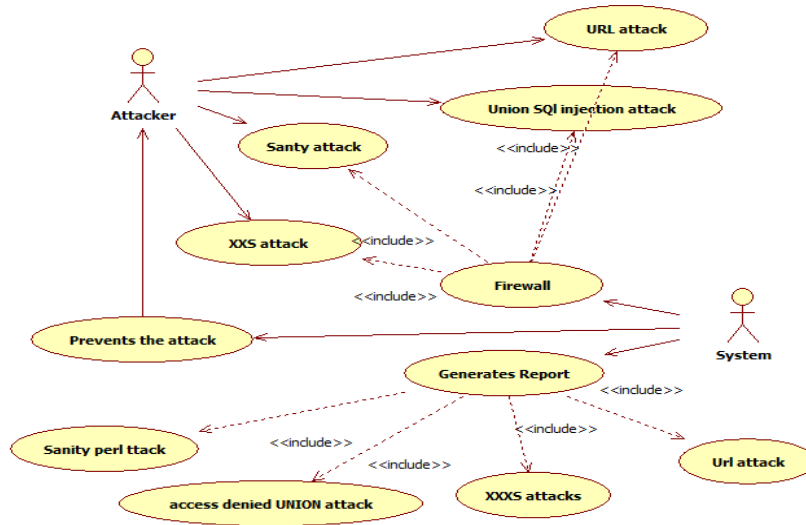 URL attack
Attacker
Union SQl injection attack
Santy attack
<<include>>
<<include>>
XXS attack
<<include>>
Firewall
<<include>>
Prevents the attack
System
Generates Report
<<include>>
Sanity perl ttack
<<include>>
<<include>>
<<include>>
Url attack
access denied UNION attack
XXXS attacks